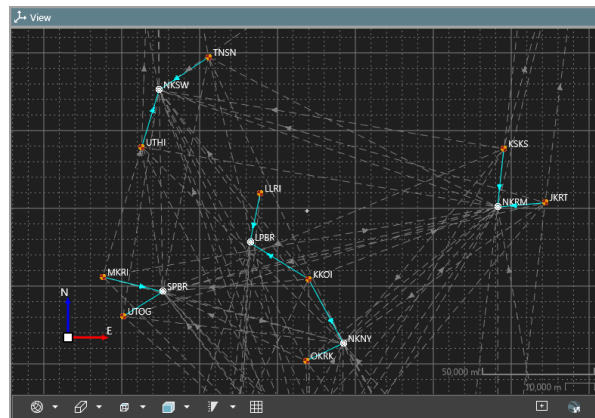 View
TNSN
NKSW
UTHI
KSKS
LLRI
JKRT
NKRM
LPBR
MKRI
KKOI
SPBR
N
UTOG
E
NKNY
OKRK
50,000 m
10,000 m